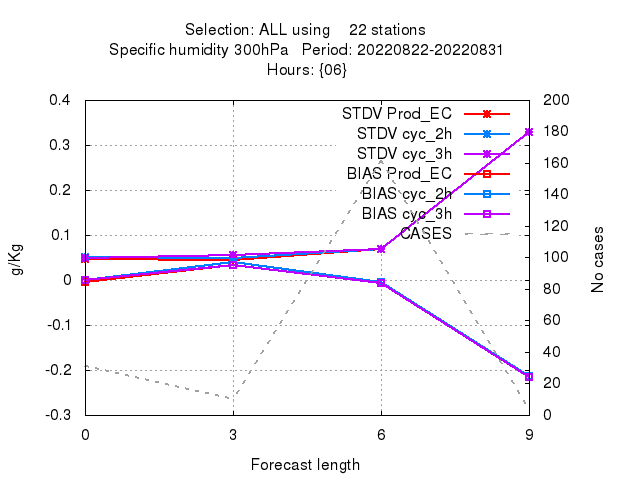 Selection: ALL using    22 stations
Specific humidity 300hPa   Period: 20220822-20220831
Hours: {06}
0.4
0.3
0.2
0.1
0
-0.1
-0.2
-0.3
g/Kg
STDV Prod_EC
STDV cyc_2h
STDV cyc_3h
BIAS Prod_EC
BIAS cyc_2h
BIAS cyc_3h
CASES
200
180
160
140
120
100
80
60
40
20
0
No cases
0 3 6 9
Forecast length